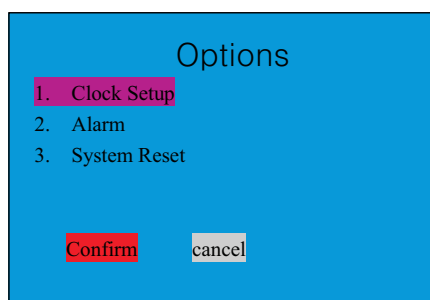 Options
1. Clock Setup
2. Alarm
3. System Reset
Confirm cancel